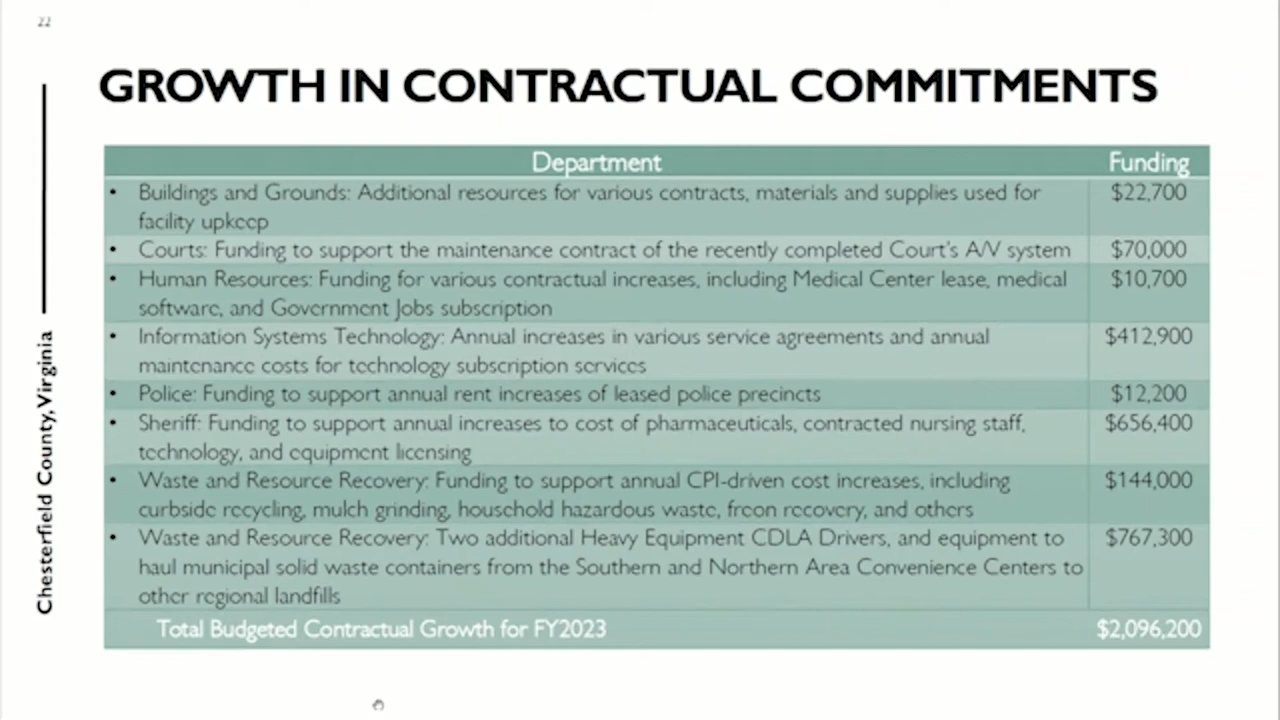 22
GROWTH IN CONTRACTUAL COMMITMENTS
Chesterfield County, Virginia
Department Funding
• Buildings and Grounds: Additional resources for various contracts, materials and supplies used for $22,700
facility upkeep
• Courts: Funding to support the maintenance contract of the recently completed Court's A/V system $70,000
• Human Resources: Funding for various contractual increases, including Medical Center lease, medical $10,700
software, and Government Jobs subscription
• Information Systems Technology: Annual increases in various service agreements and annual $412,900
maintenance costs for technology subscription services
• Police: Funding to support annual rent increases of leased police precincts $12,200
• Sheriff: Funding to support annual increases to cost of pharmaceuticals, contracted nursing staff, $656,400
technology, and equipment licensing
• Waste and Resource Recovery: Funding to support annual CPI-driven cost increases, including $144,000
curbside recycling, mulch grinding, household hazardous waste, freon recovery, and others
• Waste and Resource Recovery: Two additional Heavy Equipment CDLA Drivers, and equipment to $767,300
haul municipal solid waste containers from the Southern and Northern Area Convenience Centers to
other regional landfills
Total Budgeted Contractual Growth for FY2023 $2,096,200